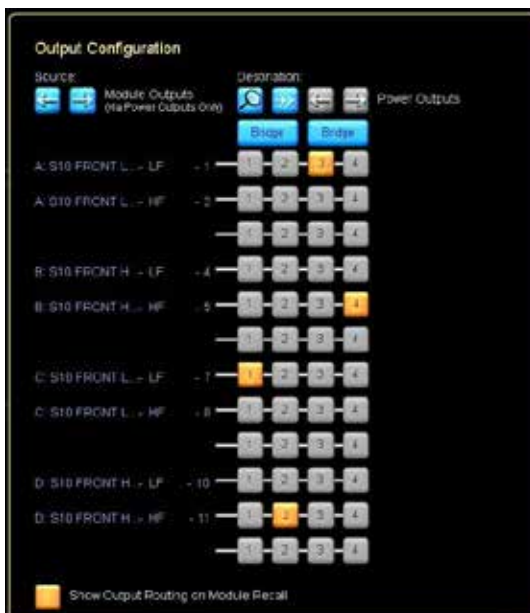 Output Configuration
Source: Destination:
Module Outputs Power Outputs
(via Power Outputs Only)
Bridge Bridge
A: S10 FRONT L... - LF - 1 1 2 3 4
A: S10 FRONT L... - HF - 2 1 2 3 4
1 2 3 4
B: S10 FRONT H... - LF - 4 1 2 3 4
B: S10 FRONT H... - HF - 5 1 2 3 4
1 2 3 4
C: S10 FRONT L... - LF - 7 1 2 3 4
C: S10 FRONT L... - HF - 8 1 2 3 4
1 2 3 4
D: S10 FRONT H... - LF - 10 1 2 3 4
D: S10 FRONT H... - HF - 11 1 2 3 4
1 2 3 4
Show Output Routing on Module Recall